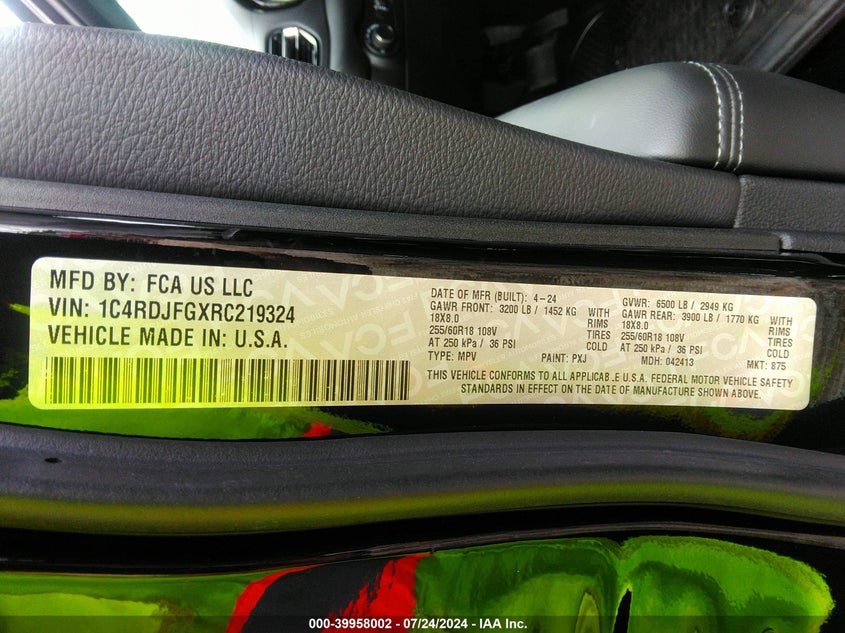 MFD BY: FCA US LLC
VIN: 1C4RDJFGXRC219324
VEHICLE MADE IN: U.S.A.
DATE OF MFR (BUILT): 4-24 GVWR: 6500 LB / 2949 KG
GAWR FRONT: 3200 LB / 1452 KG WITH GAWR REAR: 3900 LB / 1770 KG WITH
18X8.0 RIMS 18X8.0 RIMS
255/60R18 108V TIRES 255/60R18 108V TIRES
AT 250 kPa / 36 PSI COLD AT 250 kPa / 36 PSI COLD
TYPE: MPV PAINT: PXJ MDH: 042413 MKT: 875
THIS VEHICLE CONFORMS TO ALL APPLICAB_E U.S.A. FEDERAL MOTOR VEHICLE SAFETY
STANDARDS IN EFFECT ON THE DATE OF MANUFACTURE SHOWN ABOVE.
000-39958002 - 07/24/2024 - IAA Inc.